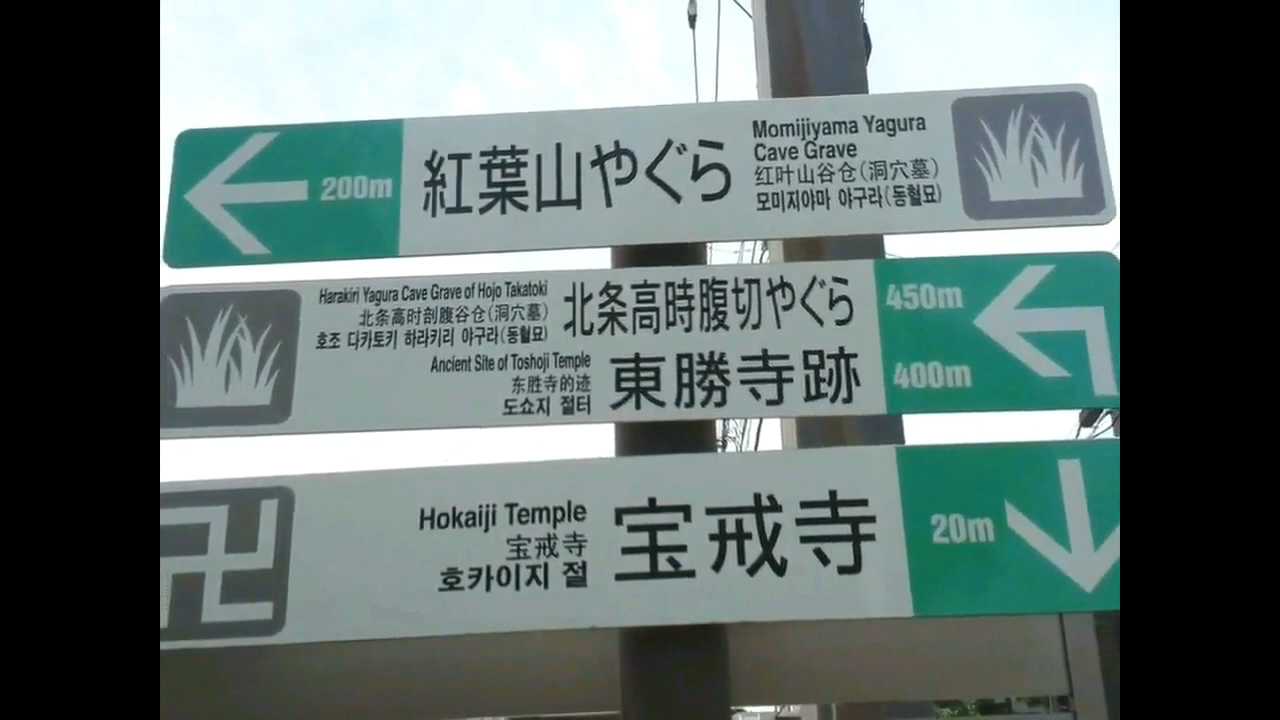 200m
紅葉山やぐら
Momijiyama Yagura
Cave Grave
红叶山谷仓(洞穴墓)
모미지야마 야구라(동혈묘)
Harakiri Yagura Cave Grave of Hojo Takatoki
北条高时剖腹谷仓(洞穴墓)
호조 다카토키 하라키리 야구라(동혈묘)
北条高時腹切やぐら
450m
Ancient Site of Toshoji Temple
东胜寺的迹
도쇼지 절터
東勝寺跡
400m
Hokaiji Temple
宝戒寺
호카이지 절
宝戒寺
20m